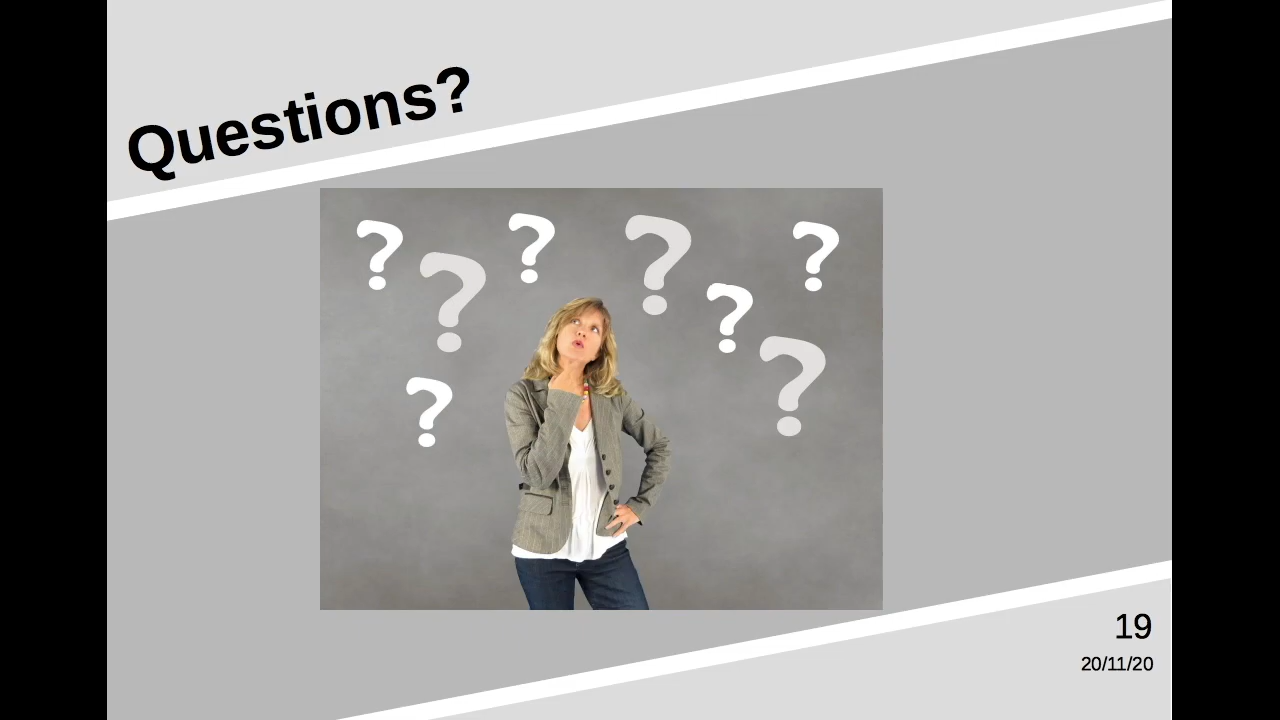 Questions?
? ? ? ? ? ? ? ? ?
19
20/11/20